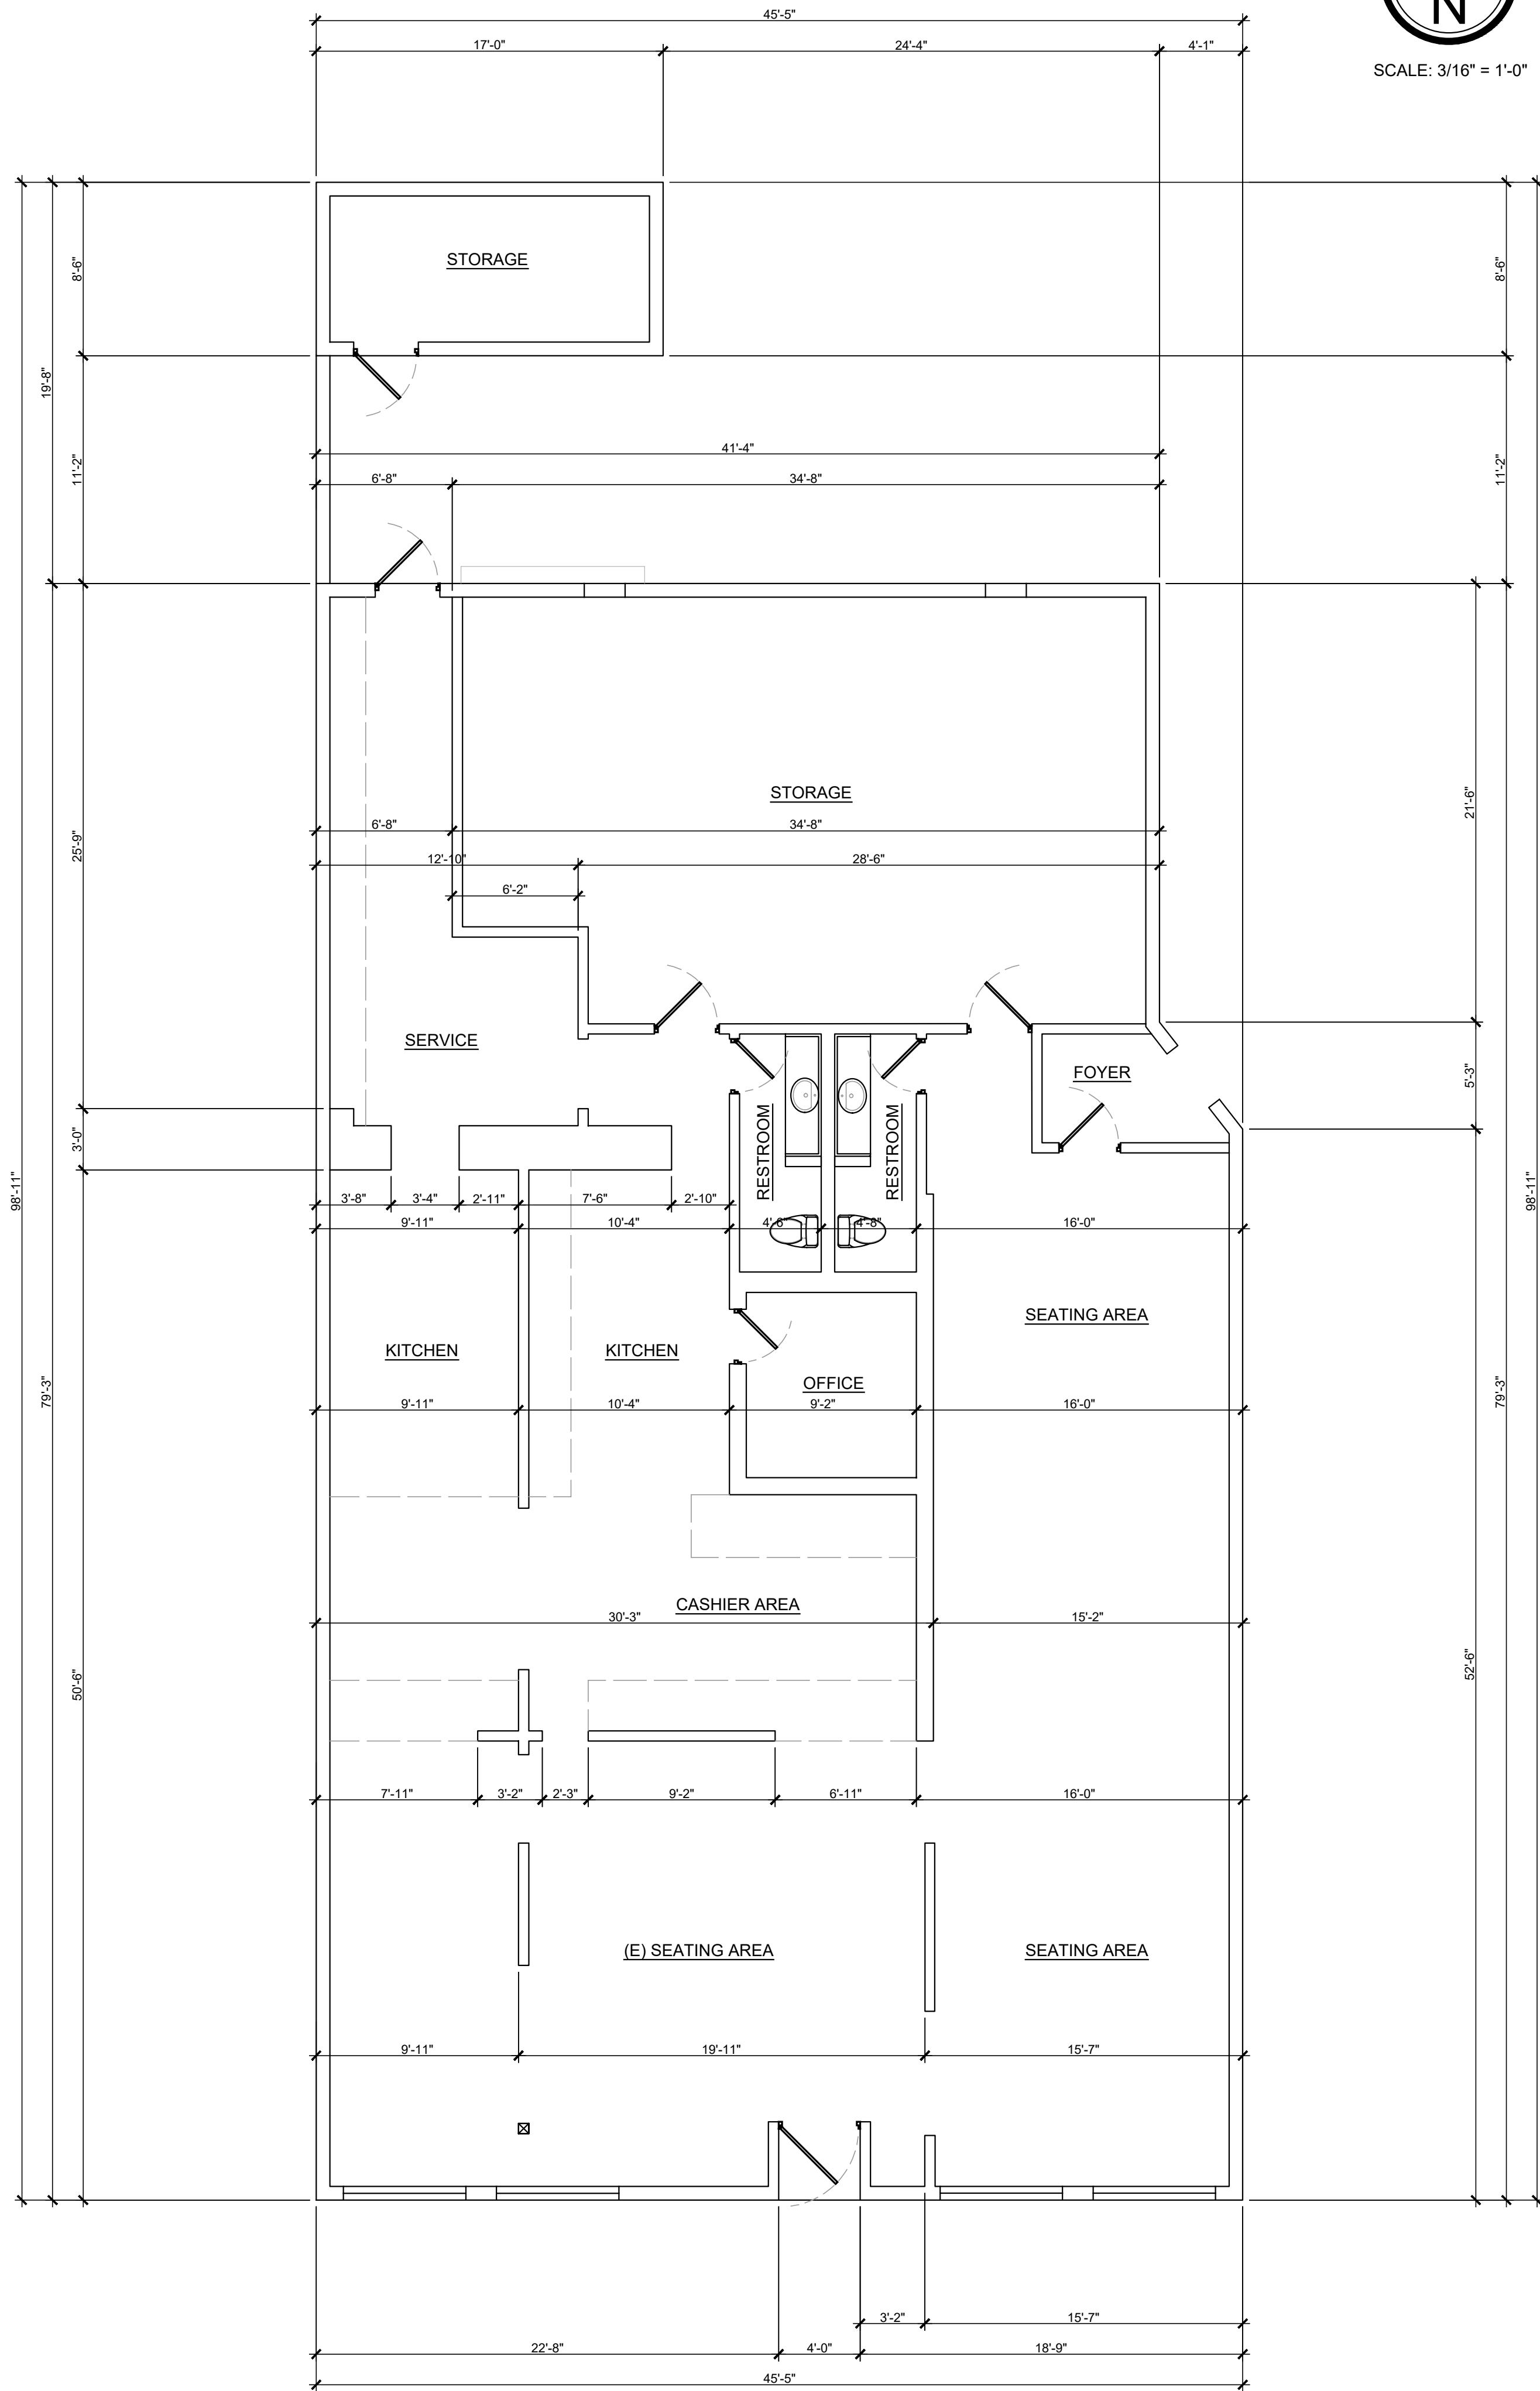 45'-5"
17'-0" 24'-4" 4'-1"
N
SCALE: 3/16" = 1'-0"
STORAGE
8'-6" 8'-6"
19'-8"
41'-4"
11'-2" 11'-2"
6'-8" 34'-8"
STORAGE
21'-6"
6'-8" 34'-8"
25'-9"
12'-10" 28'-6"
6'-2"
SERVICE
FOYER
5'-3"
3'-0"
RESTROOM RESTROOM
98'-11" 98'-11"
3'-8" 3'-4" 2'-11" 7'-6" 2'-10"
9'-11" 10'-4" 4'-6" 4'-8" 16'-0"
SEATING AREA
KITCHEN KITCHEN
OFFICE
79'-3" 79'-3"
9'-11" 10'-4" 9'-2" 16'-0"
CASHIER AREA
30'-3" 15'-2"
50'-6" 52'-6"
7'-11" 3'-2" 2'-3" 9'-2" 6'-11" 16'-0"
(E) SEATING AREA SEATING AREA
9'-11" 19'-11" 15'-7"
3'-2" 15'-7"
22'-8" 4'-0" 18'-9"
45'-5"